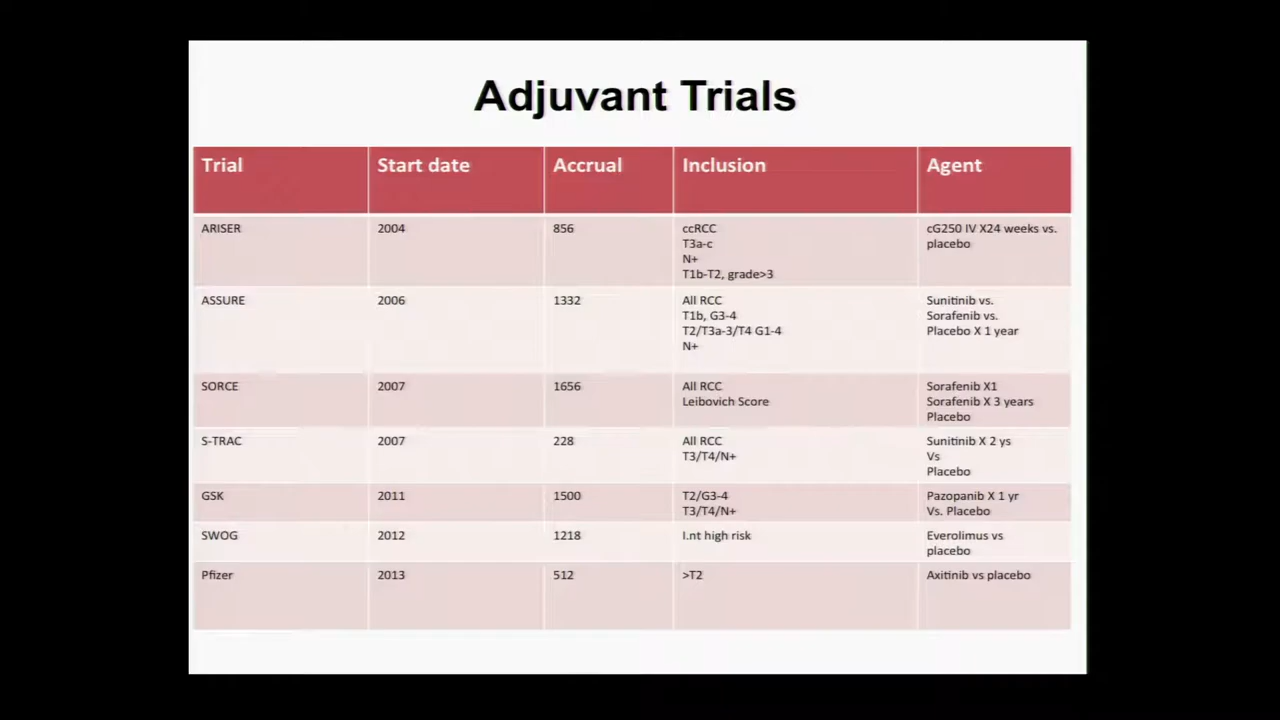 Adjuvant Trials
Trial Start date Accrual Inclusion Agent
ARISER 2004 856 ccRCC cG250 IV X24 weeks vs.
T3a-c placebo
N+
T1b-T2, grade>3
ASSURE 2006 1332 All RCC Sunitinib vs.
T1b, G3-4 Sorafenib vs.
T2/T3a-3/T4 G1-4 Placebo X 1 year
N+
SORCE 2007 1656 All RCC Sorafenib X1
Leibovich Score Sorafenib X 3 years
Placebo
S-TRAC 2007 228 All RCC Sunitinib X 2 ys
T3/T4/N+ Vs
Placebo
GSK 2011 1500 T2/G3-4 Pazopanib X 1 yr
T3/T4/N+ Vs. Placebo
SWOG 2012 1218 I.nt high risk Everolimus vs
placebo
Pfizer 2013 512 >T2 Axitinib vs placebo